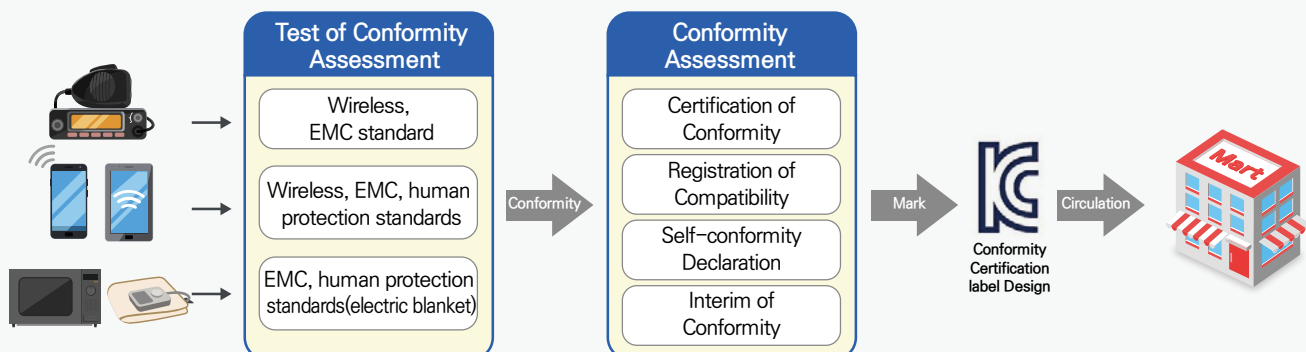 Test of Conformity
Assessment
Wireless,
EMC standard
Wireless, EMC, human
protection standards
EMC, human protection
standards(electric blanket)
Conformity
Conformity
Assessment
Certification of
Conformity
Registration of
Compatibility
Self-conformity
Declaration
Interim of
Conformity
Mark
KC
Conformity
Certification
label Design
Circulation
Mart